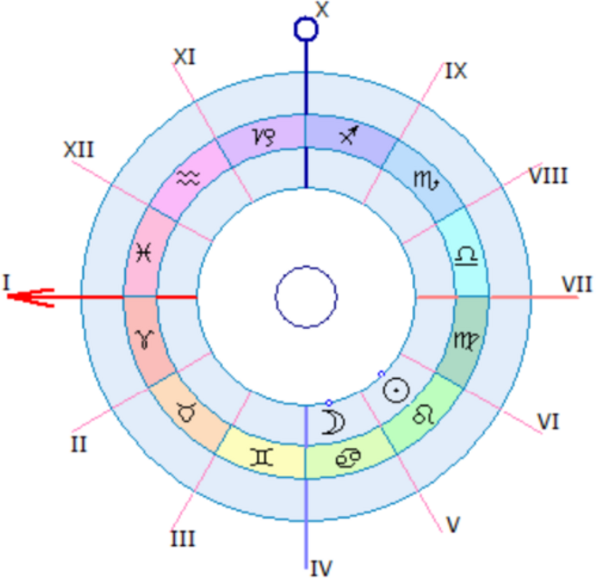 X
XI
IX
♑ ♐
XII
♒ ♏
VIII
♓ ♎
I
VII
♈ ♍
☉
VI
♉ ☽ ♌
II
♊ ♋
V
III
IV